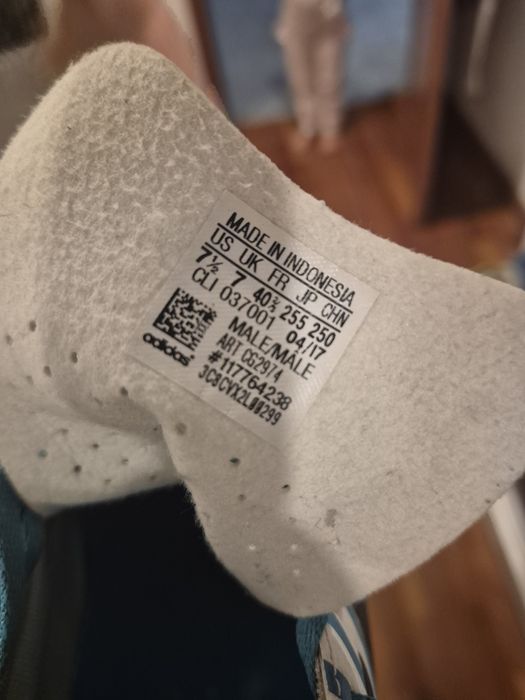 MADE IN INDONESIA
US UK FR JP CHN
7½ 7 40⅔ 255 250
CLI 037001 04/17
MALE/MALE
ART CG2974
#117764238
3C8CVX2L00299
adidas